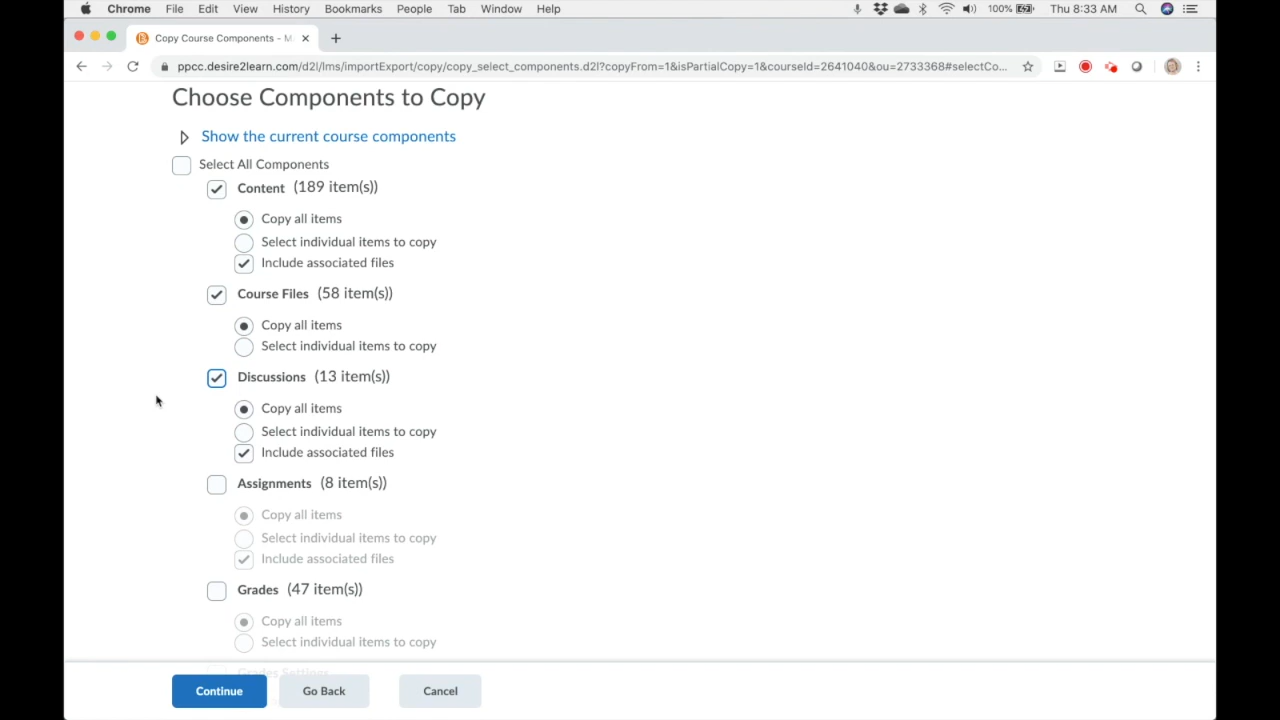 Chrome File Edit View History Bookmarks People Tab Window Help 100% Thu 8:33 AM
Copy Course Components - M
ppcc.desire2learn.com/d2l/lms/importExport/copy/copy_select_components.d2l?copyFrom=1&isPartialCopy=1&courseId=2641040&ou=2733368#selectCo...
Choose Components to Copy
Show the current course components
Select All Components
Content (189 item(s))
Copy all items
Select individual items to copy
Include associated files
Course Files (58 item(s))
Copy all items
Select individual items to copy
Discussions (13 item(s))
Copy all items
Select individual items to copy
Include associated files
Assignments (8 item(s))
Copy all items
Select individual items to copy
Include associated files
Grades (47 item(s))
Copy all items
Select individual items to copy
Grades Settings
Continue Go Back Cancel